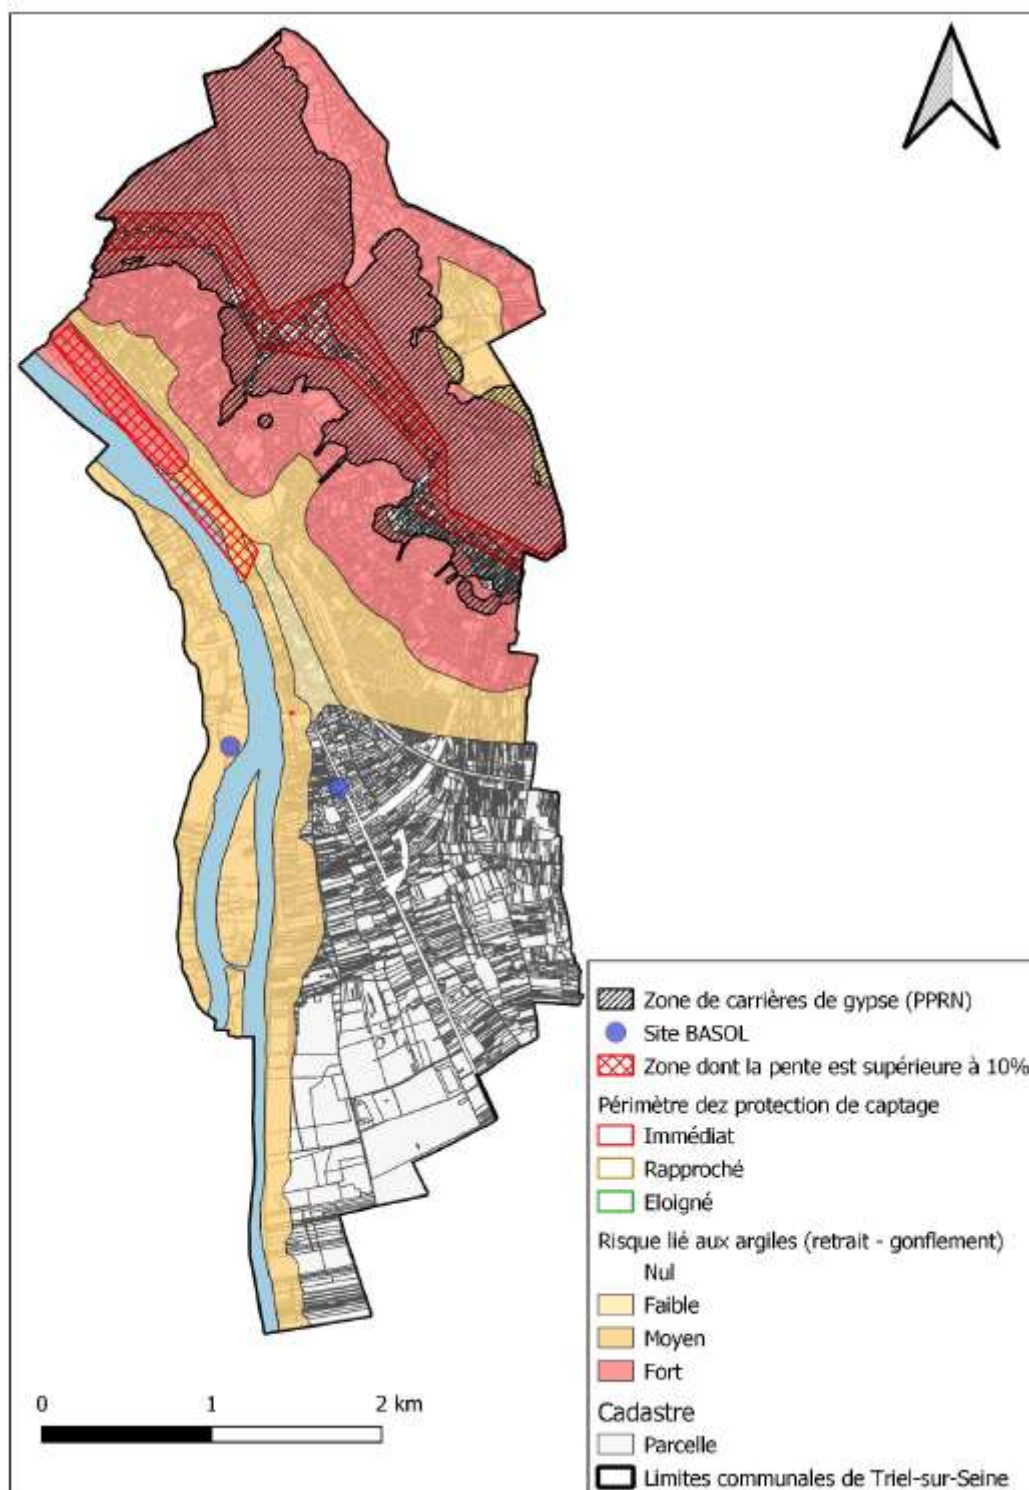 Zone de carrières de gypse (PPRN)
Site BASOL
Zone dont la pente est supérieure à 10%
Périmètre dez protection de captage
Immédiat
Rapproché
Eloigné
Risque lié aux argiles (retrait - gonflement)
Nul
Faible
Moyen
Fort
Cadastre
Parcelle
Limites communales de Triel-sur-Seine
0 1 2 km